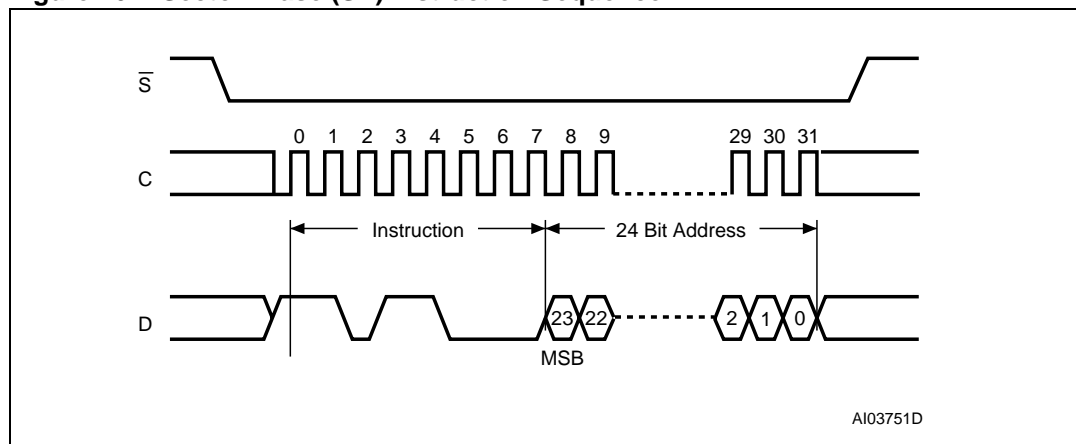 S
0 1 2 3 4 5 6 7 8 9 29 30 31
C
Instruction 24 Bit Address
D 23 22 2 1 0
MSB
AI03751D